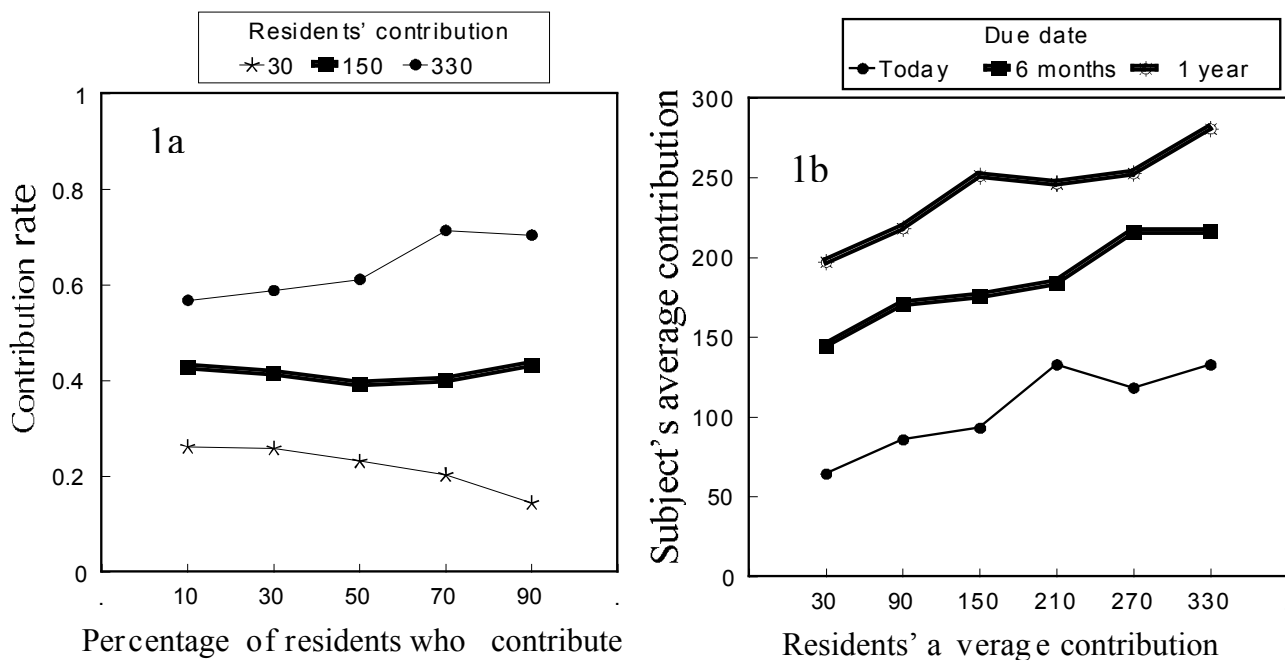 Residents' contribution
30 150 330
1
1a
0.8
0.6
0.4
0.2
0
Contribution rate
. 10 30 50 70 90 .
Percentage of residents who contribute
Due date
Today 6 months 1 year
300
1b
250
200
150
100
50
0
Subject's average contribution
30 90 150 210 270 330
Residents' a verage contribution